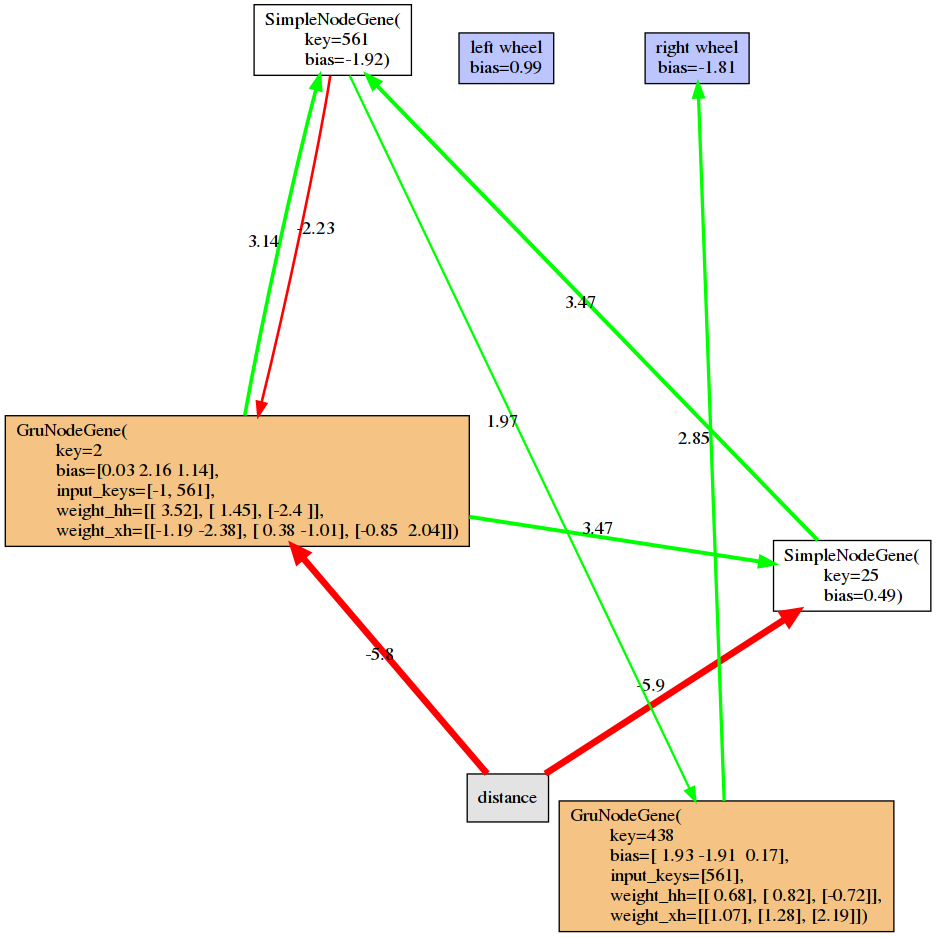 SimpleNodeGene(
key=561
bias=-1.92)
left wheel
bias=0.99
right wheel
bias=-1.81
3.14
-2.23
3.47
1.97
2.85
GruNodeGene(
key=2
bias=[0.03 2.16 1.14],
input_keys=[-1, 561],
weight_hh=[[ 3.52], [ 1.45], [-2.4 ]],
weight_xh=[[-1.19 -2.38], [ 0.38 -1.01], [-0.85  2.04]])
3.47
SimpleNodeGene(
key=25
bias=0.49)
-5.8
-5.9
distance
GruNodeGene(
key=438
bias=[ 1.93 -1.91  0.17],
input_keys=[561],
weight_hh=[[ 0.68], [ 0.82], [-0.72]],
weight_xh=[[1.07], [1.28], [2.19]])